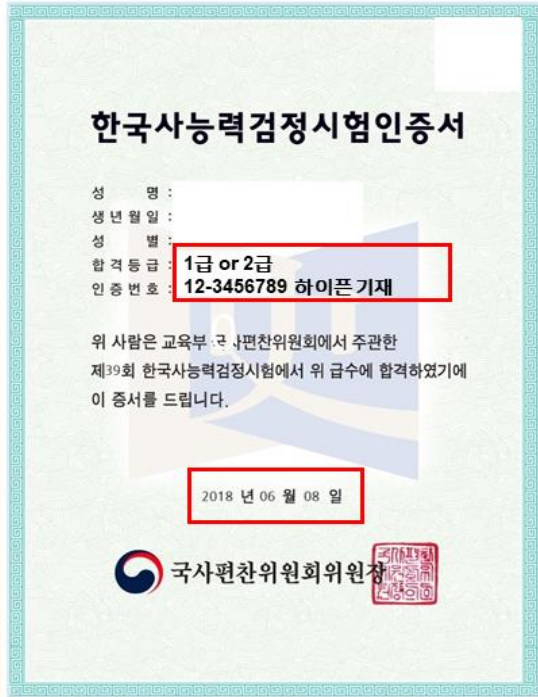 한국사능력검정시험인증서
성 명 :
생 년 월 일 :
성 별 :
합 격 등 급 : 1급 or 2급
인 증 번 호 : 12-3456789 하이픈 기재
위 사람은 교육부 국사편찬위원회에서 주관한
제39회 한국사능력검정시험에서 위 급수에 합격하였기에
이 증서를 드립니다.
2018 년 06 월 08 일
국사편찬위원회위원장